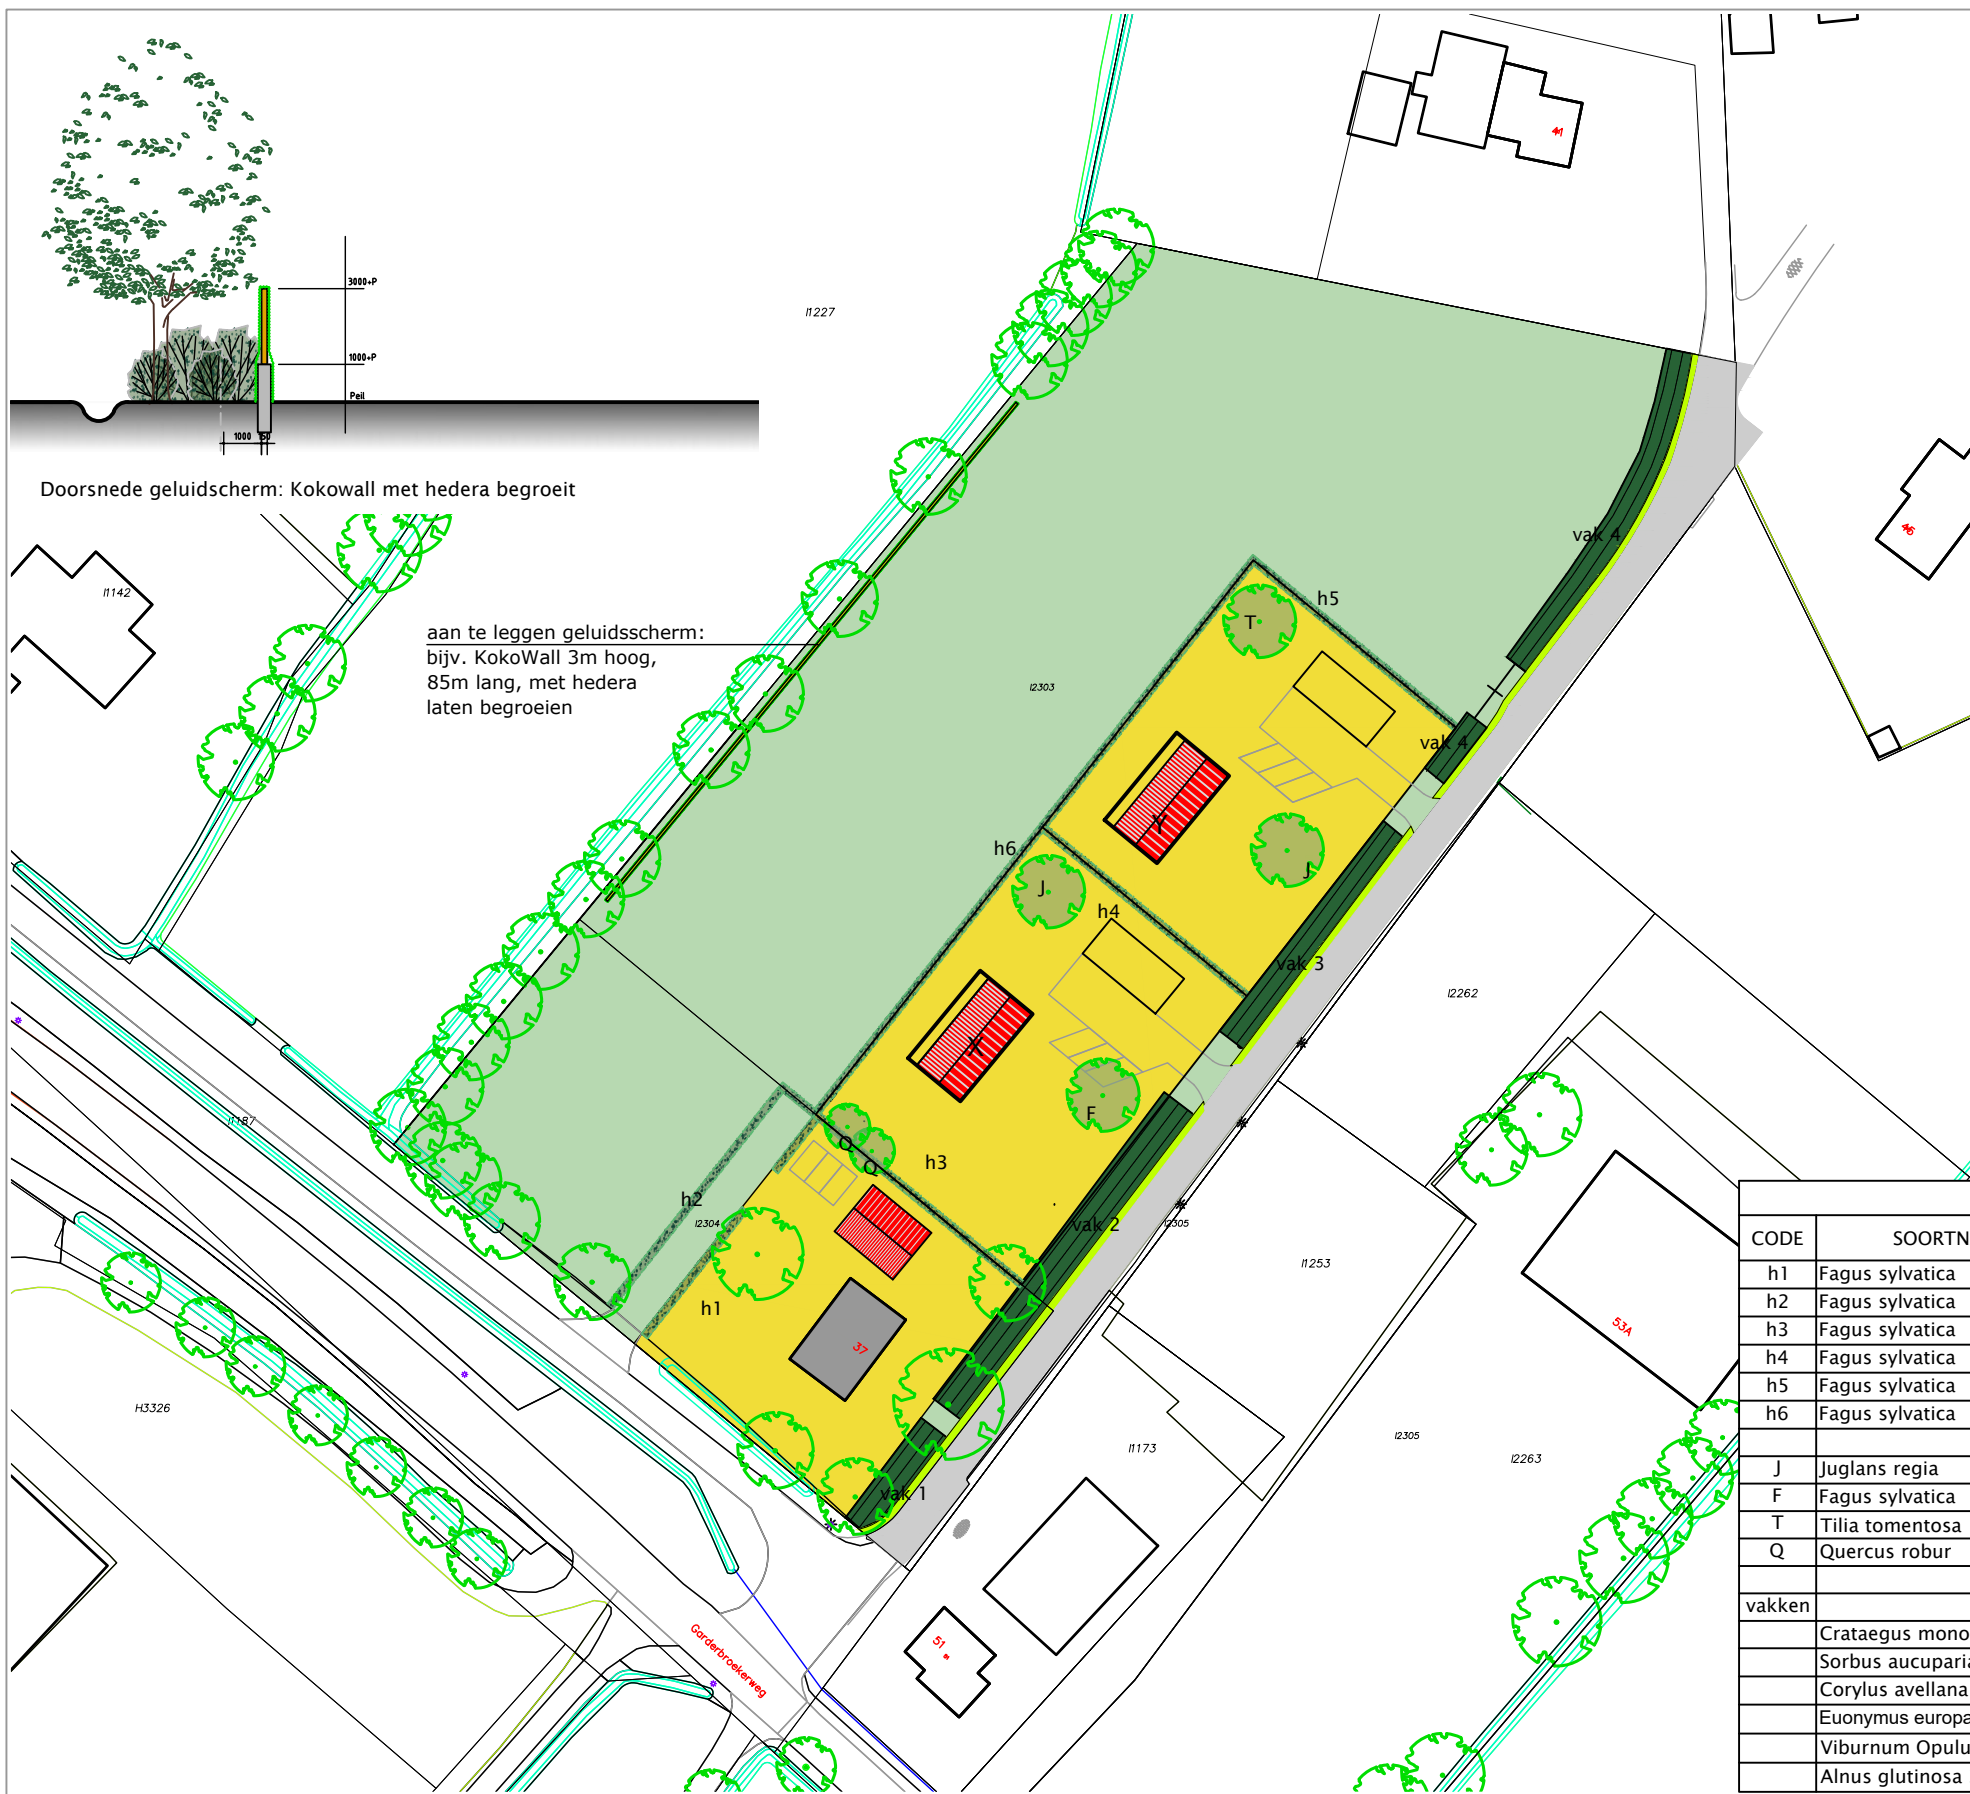 3000+P
1000+P
Peil
1000
150
Doorsnede geluidscherm: Kokowall met hedera begroeit
aan te leggen geluidsscherm:
bijv. KokoWall 3m hoog,
85m lang, met hedera
laten begroeien
I1227
41
46
I1142
I2303
vak 4
h5
T
vak 4
Y
J
h6
J
h4
vak 3
I2262
X
F
I1187
Q
Q
h3
h2
I2304
vak 2
I2305
I1253
h1
37
53A
H3326
I1173
I2305
I2263
vak 1
51
Garderbroekerweg
CODE SOORTN
h1 Fagus sylvatica
h2 Fagus sylvatica
h3 Fagus sylvatica
h4 Fagus sylvatica
h5 Fagus sylvatica
h6 Fagus sylvatica
J Juglans regia
F Fagus sylvatica
T Tilia tomentosa
Q Quercus robur
vakken
Crataegus mono
Sorbus aucuparia
Corylus avellana
Euonymus europa
Viburnum Opulu
Alnus glutinosa